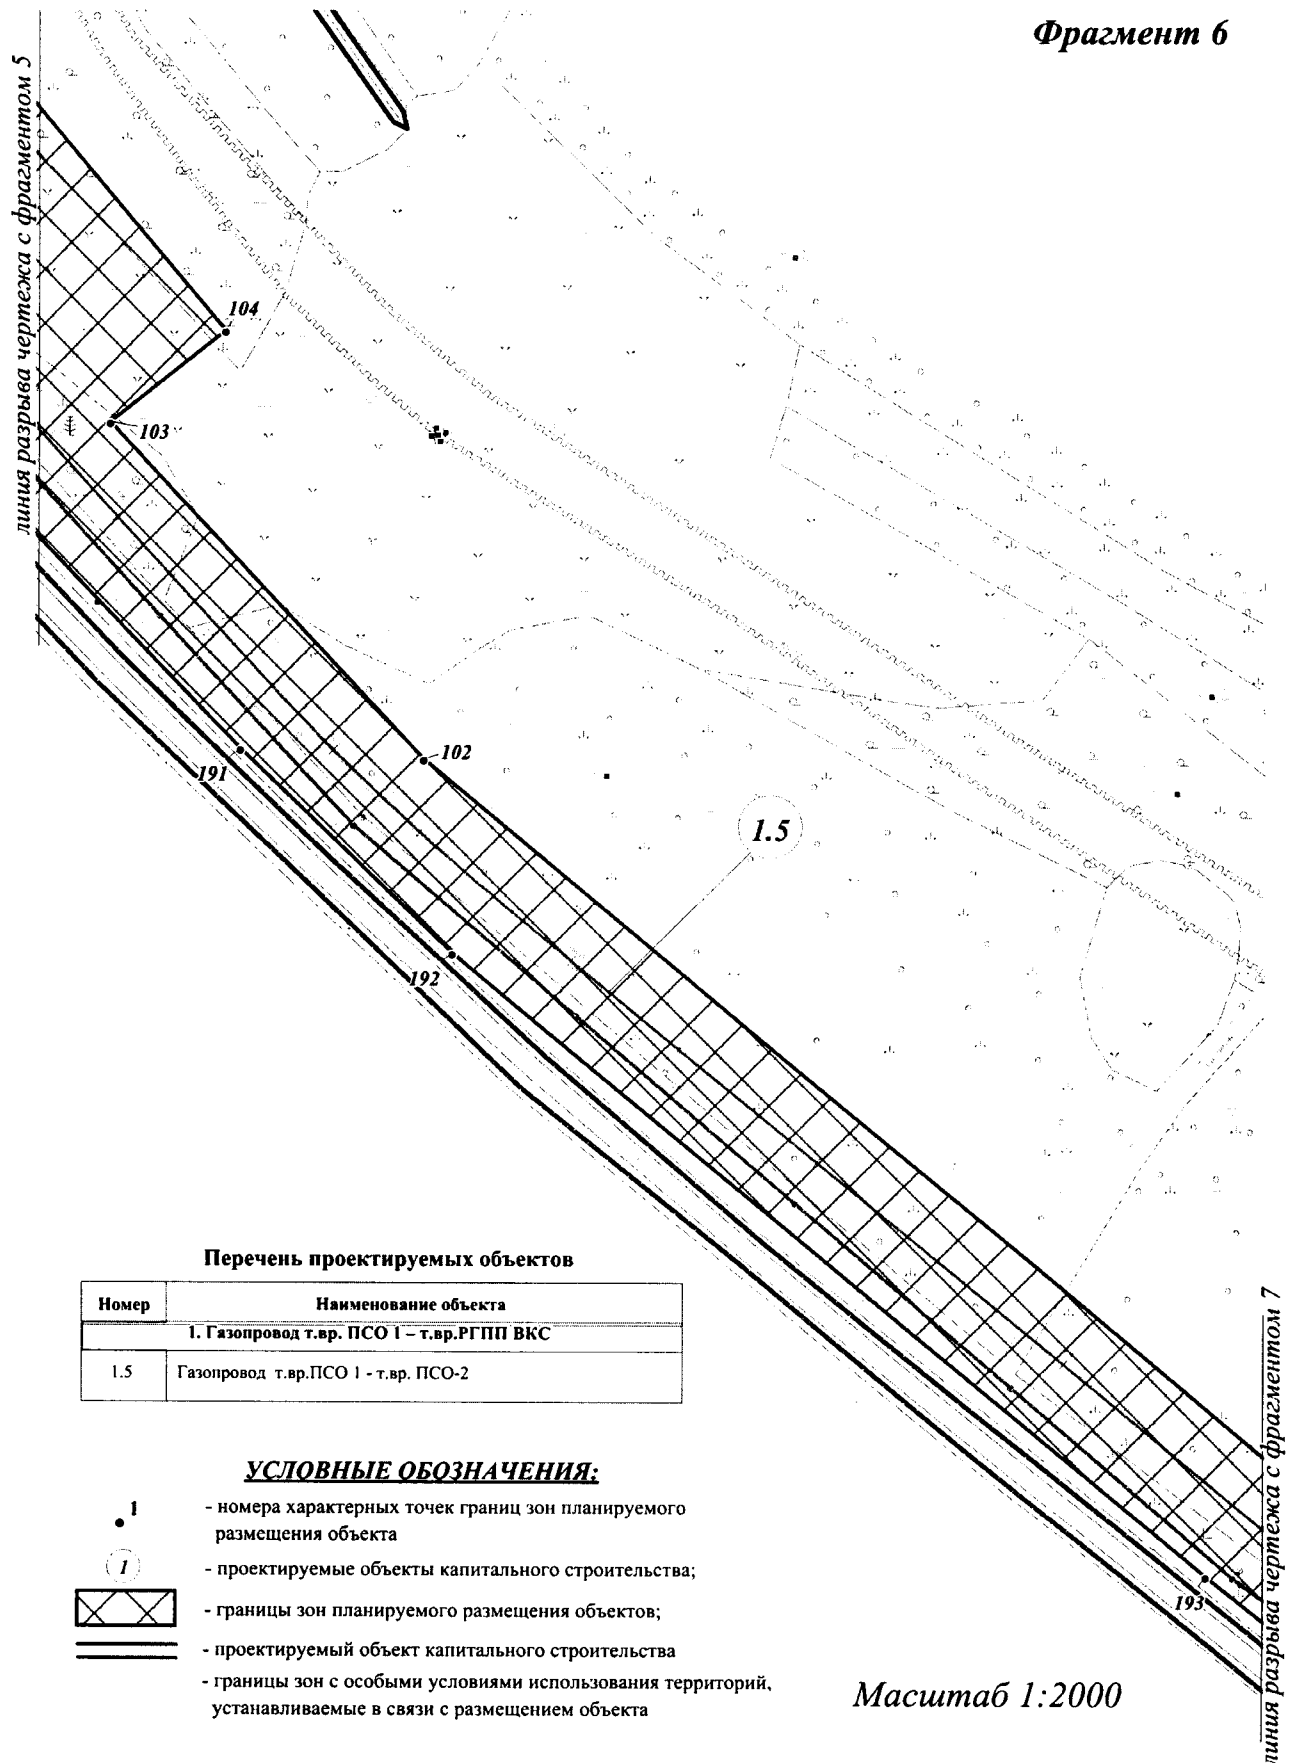 Фрагмент 6
линия разрыва чертежа с фрагментом 5
104
103
102
191
1.5
192
193
Перечень проектируемых объектов
Номер Наименование объекта
1. Газопровод т.вр. ПСО 1 – т.вр.РГПП ВКС
1.5 Газопровод т.вр.ПСО 1 - т.вр. ПСО-2
УСЛОВНЫЕ ОБОЗНАЧЕНИЯ:
1 - номера характерных точек границ зон планируемого
размещения объекта
1 - проектируемые объекты капитального строительства;
- границы зон планируемого размещения объектов;
- проектируемый объект капитального строительства
- границы зон с особыми условиями использования территорий,
устанавливаемые в связи с размещением объекта
Масштаб 1:2000
линия разрыва чертежа с фрагментом 7